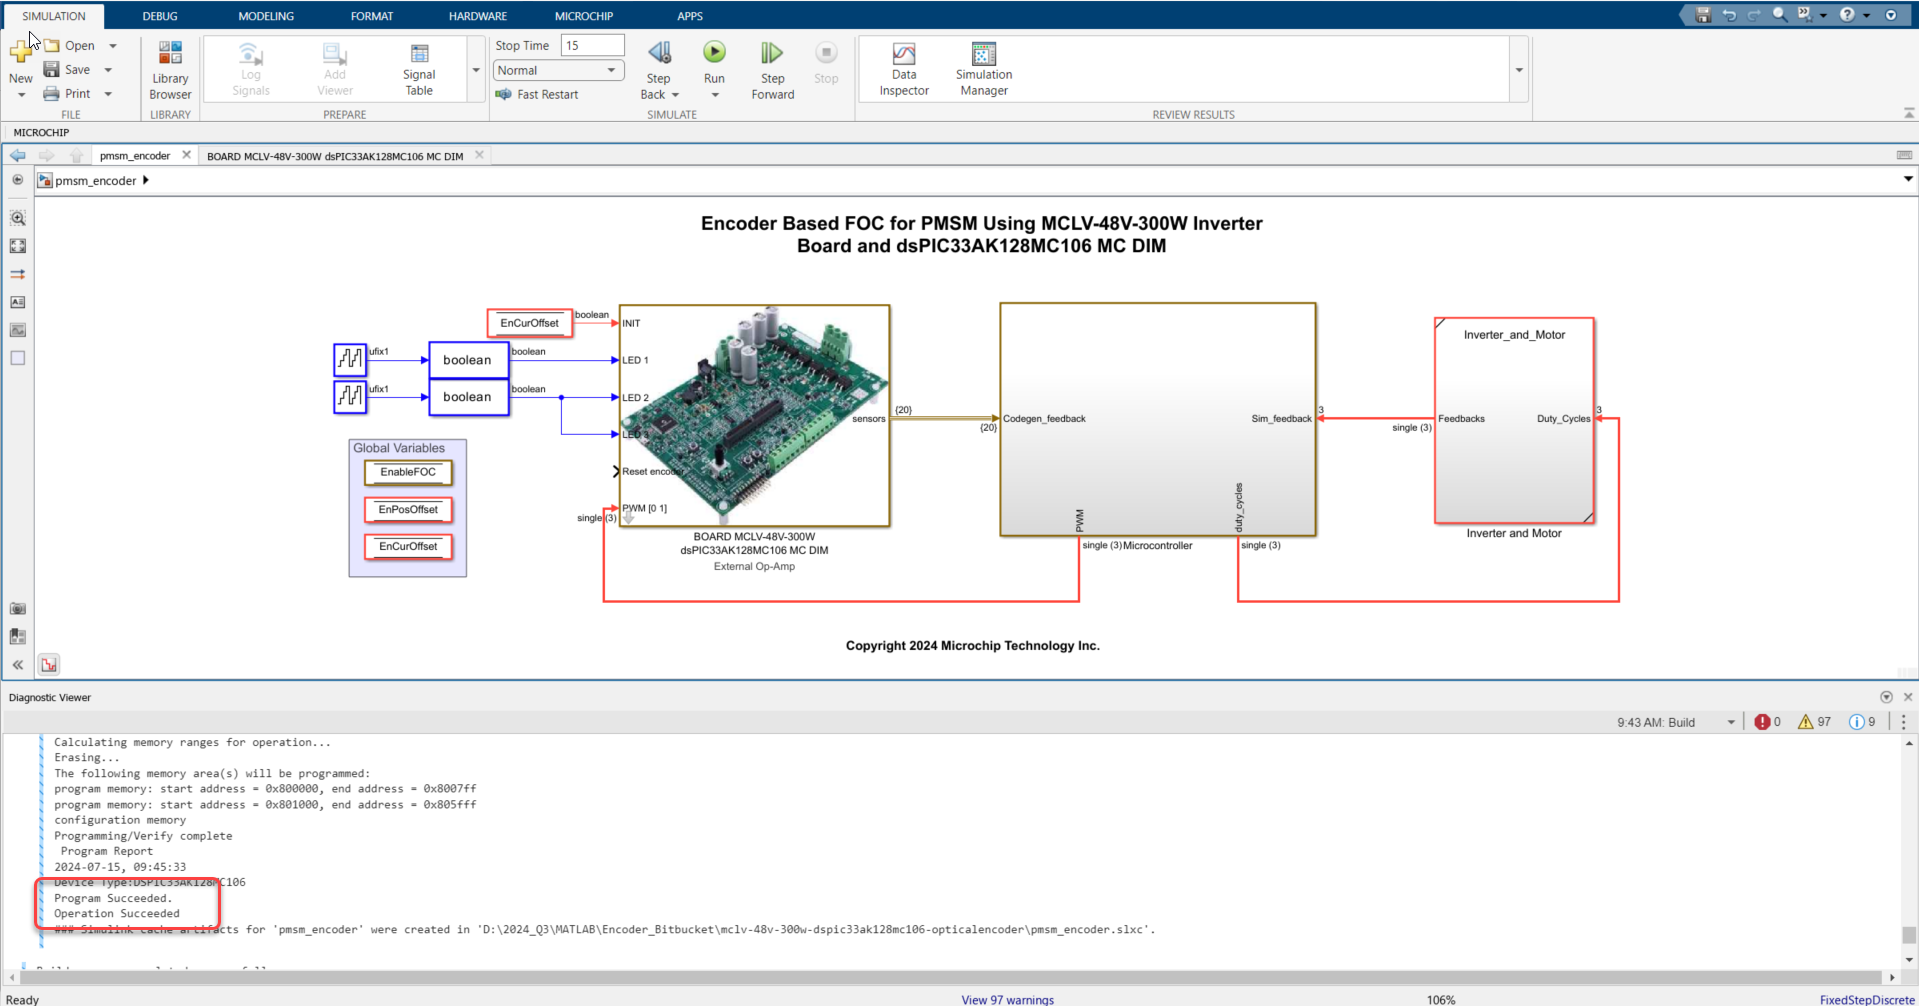 SIMULATION DEBUG MODELING FORMAT HARDWARE MICROCHIP APPS
New
Open
Save
Print
FILE
Library
Browser
LIBRARY
Log
Signals
Add
Viewer
Signal
Table
PREPARE
Stop Time 15
Normal
Fast Restart
Step
Back
Run
Step
Forward
Stop
SIMULATE
Data
Inspector
Simulation
Manager
REVIEW RESULTS
MICROCHIP
pmsm_encoder BOARD MCLV-48V-300W dsPIC33AK128MC106 MC DIM
pmsm_encoder
Encoder Based FOC for PMSM Using MCLV-48V-300W Inverter
Board and dsPIC33AK128MC106 MC DIM
EnCurOffset
boolean
INIT
ufix1
boolean
boolean
LED 1
ufix1
boolean
boolean
LED 2
LED 3
Reset encoder
PWM [0 1]
single (3)
sensors
{20}
{20}
BOARD MCLV-48V-300W
dsPIC33AK128MC106 MC DIM
External Op-Amp
Global Variables
EnableFOC
EnPosOffset
EnCurOffset
Codegen_feedback
Sim_feedback
PWM
duty_cycles
single (3)
Microcontroller
single (3)
3
single (3)
Inverter_and_Motor
Feedbacks
Duty_Cycles
3
Inverter and Motor
Copyright 2024 Microchip Technology Inc.
Diagnostic Viewer
9:43 AM: Build 0 97 9
Calculating memory ranges for operation...
Erasing...
The following memory area(s) will be programmed:
program memory: start address = 0x800000, end address = 0x8007ff
program memory: start address = 0x801000, end address = 0x805fff
configuration memory
Programming/Verify complete
Program Report
2024-07-15, 09:45:33
Device Type:DSPIC33AK128MC106
Program Succeeded.
Operation Succeeded
### Simulink cache artifacts for 'pmsm_encoder' were created in 'D:\2024_Q3\MATLAB\Encoder_Bitbucket\mclv-48v-300w-dspic33ak128mc106-opticalencoder\pmsm_encoder.slxc'.
Ready
View 97 warnings
106%
FixedStepDiscrete